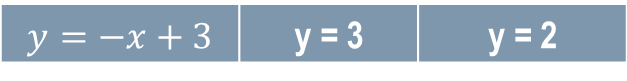 y = −x + 3 y = 3 y = 2